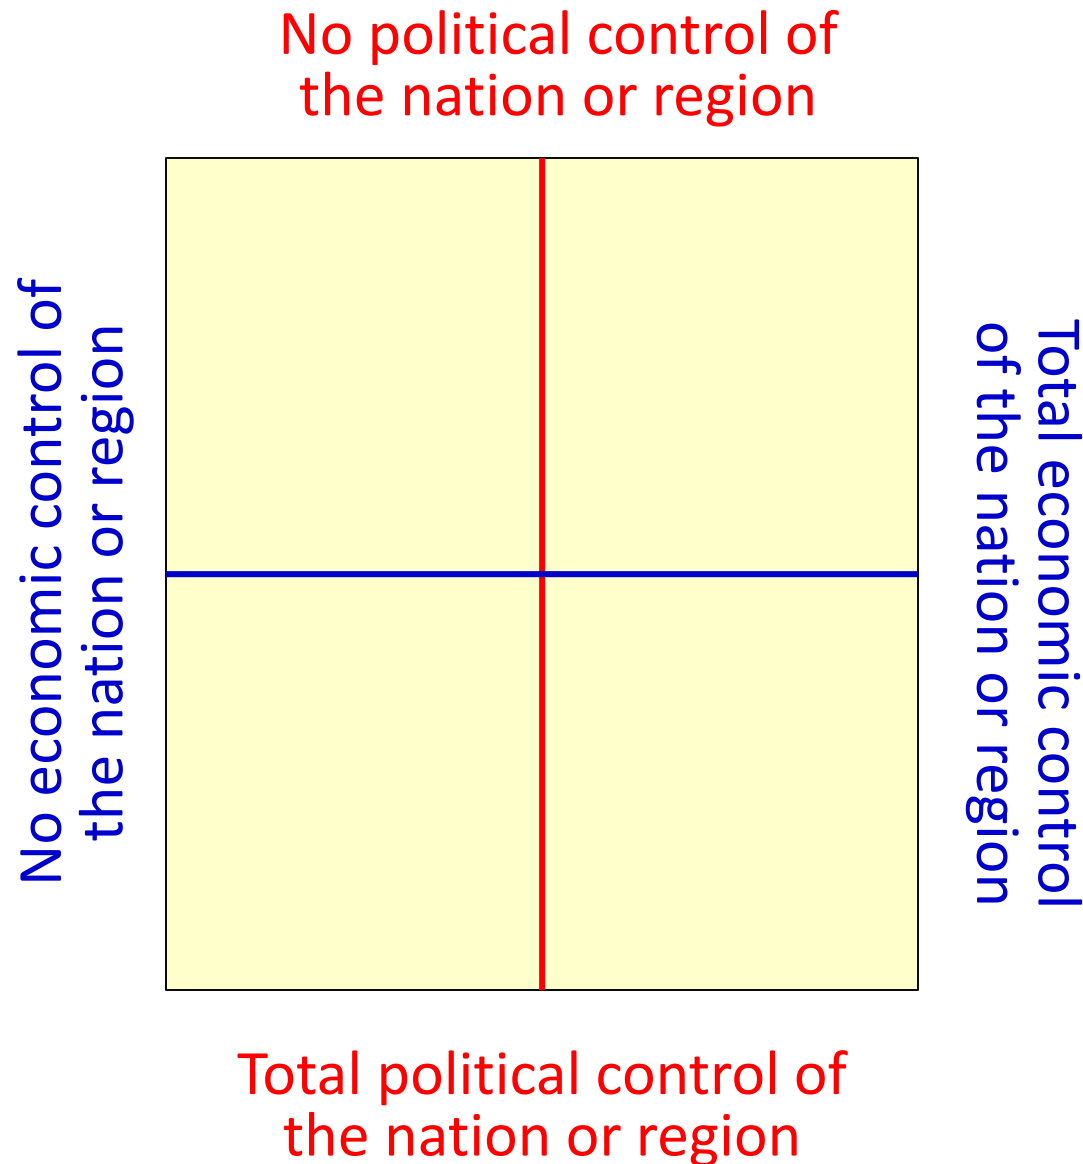 No political control of
the nation or region
No economic control of
the nation or region
Total economic control
of the nation or region
Total political control of
the nation or region